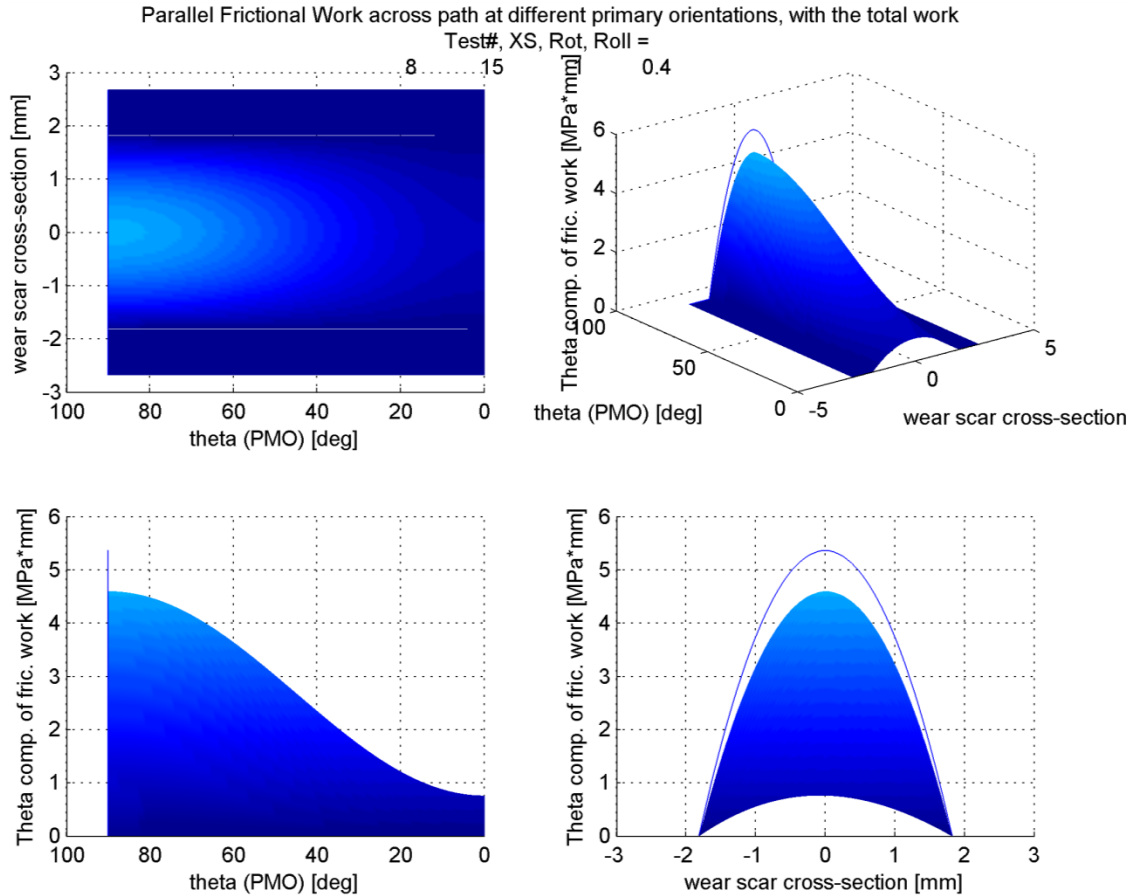 Parallel Frictional Work across path at different primary orientations, with the total work
Test#, XS, Rot, Roll =
8 15 1 0.4
wear scar cross-section [mm]
3
2
1
0
-1
-2
-3
100 80 60 40 20 0
theta (PMO) [deg]
Theta comp. of fric. work [MPa*mm]
6
4
2
0
100 50 0
-5 0 5
theta (PMO) [deg]
wear scar cross-section
Theta comp. of fric. work [MPa*mm]
6
5
4
3
2
1
0
100 80 60 40 20 0
theta (PMO) [deg]
Theta comp. of fric. work [MPa*mm]
6
5
4
3
2
1
0
-3 -2 -1 0 1 2 3
wear scar cross-section [mm]